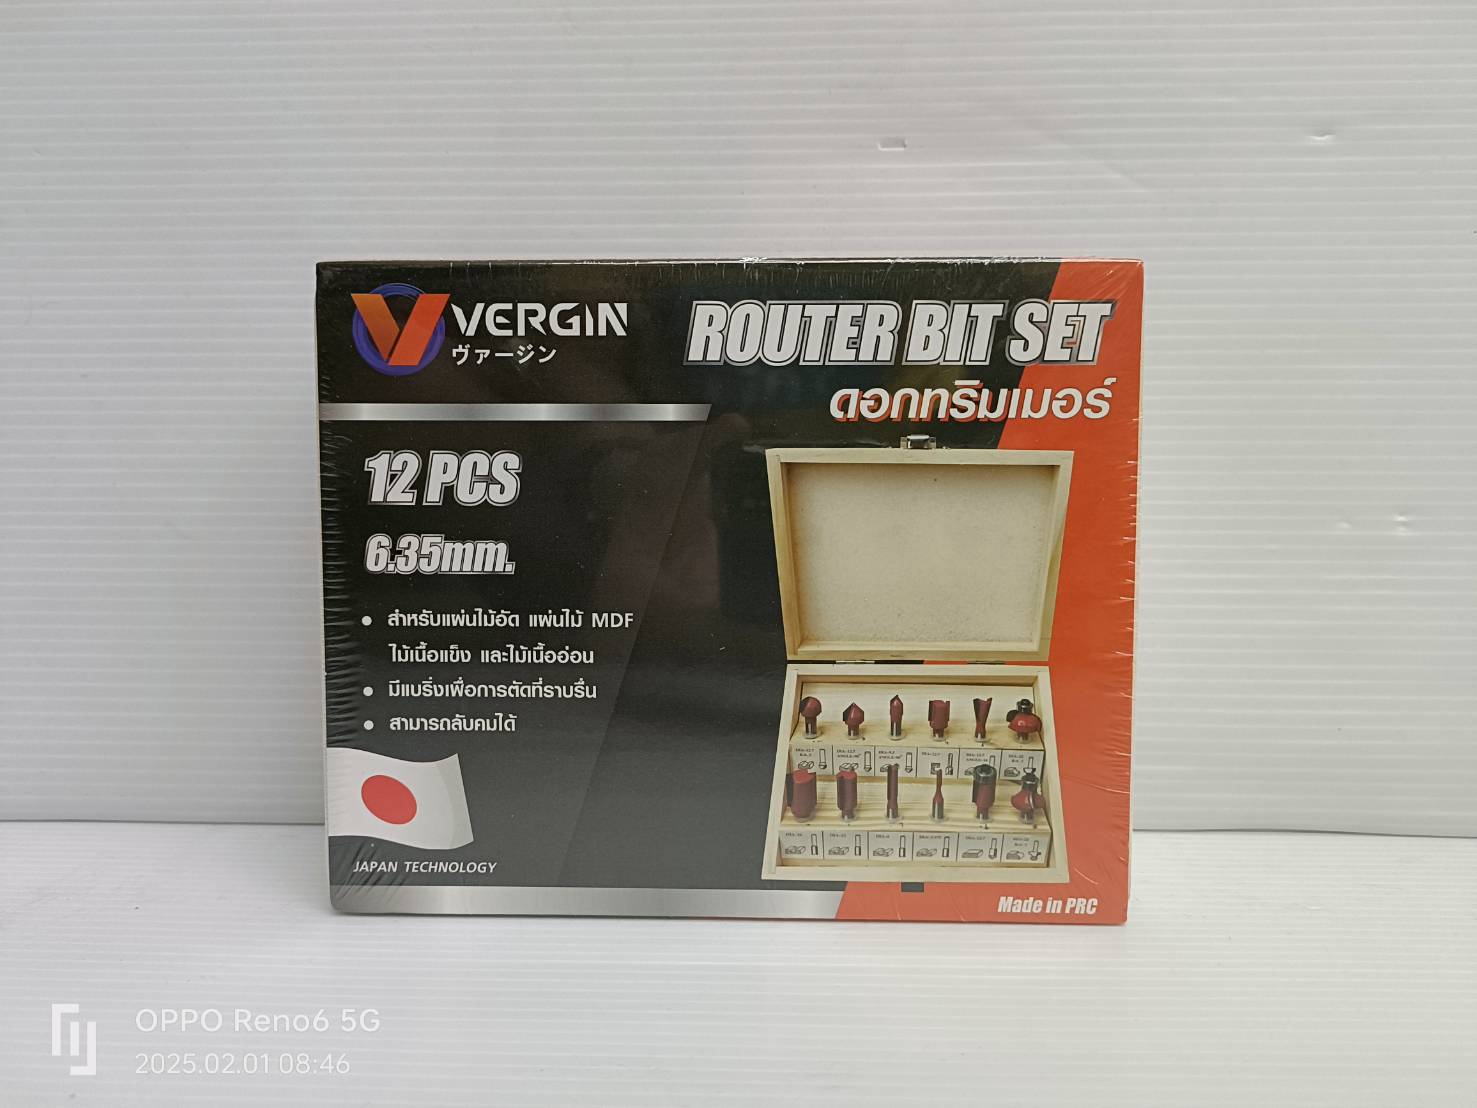 VERGIN
ヴァージン
ROUTER BIT SET
ดอกทริมเมอร์
12 PCS
6.35mm.
• สำหรับแผ่นไม้อัด แผ่นไม้ MDF
ไม้เนื้อแข็ง และไม้เนื้ออ่อน
• มีแบริ่งเพื่อการตัดที่ราบรื่น
• สามารถลับคมได้
JAPAN TECHNOLOGY
Made in PRC
OPPO Reno6 5G
2025.02.01 08:46